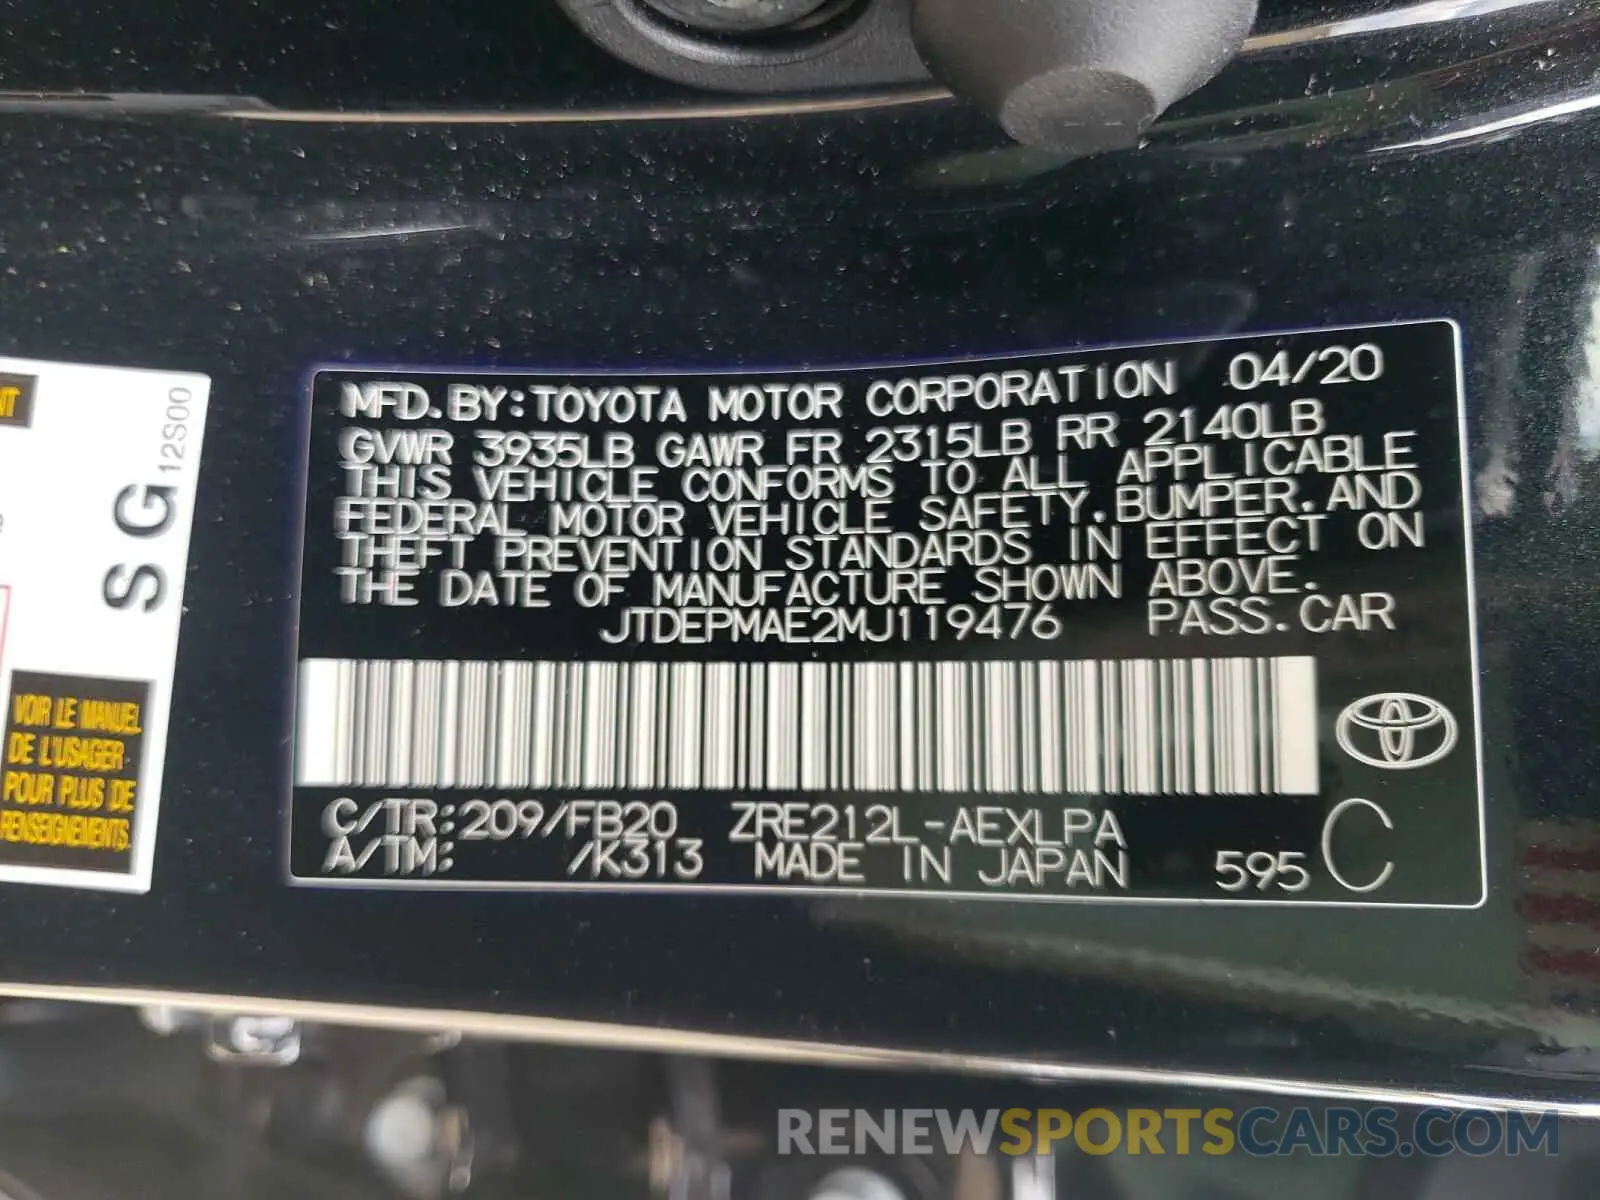 MFD.BY:TOYOTA MOTOR CORPORATION 04/20
GVWR 3935LB GAWR FR 2315LB RR 2140LB
THIS VEHICLE CONFORMS TO ALL APPLICABLE
FEDERAL MOTOR VEHICLE SAFETY,BUMPER,AND
THEFT PREVENTION STANDARDS IN EFFECT ON
THE DATE OF MANUFACTURE SHOWN ABOVE.
JTDEPMAE2MJ119476 PASS.CAR
C/TR:209/FB20 ZRE212L-AEXLPA
A/TM: /K313 MADE IN JAPAN 595 C
NT
SG12S00
VOIR LE MANUEL
DE L'USAGER
POUR PLUS DE
RENSEIGNEMENTS.
RENEWSPORTSCARS.COM